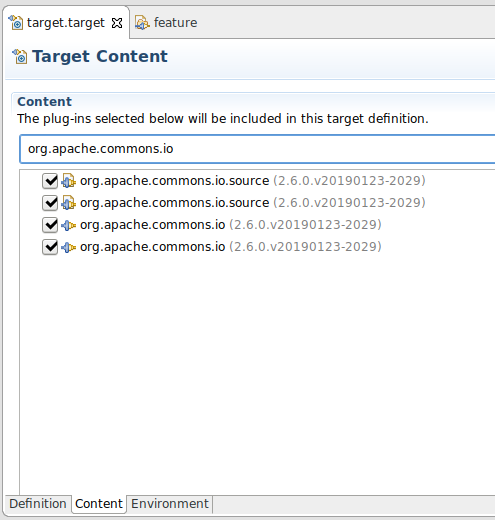 target.target feature
Target Content
Content
The plug-ins selected below will be included in this target definition.
org.apache.commons.io
org.apache.commons.io.source (2.6.0.v20190123-2029)
org.apache.commons.io.source (2.6.0.v20190123-2029)
org.apache.commons.io (2.6.0.v20190123-2029)
org.apache.commons.io (2.6.0.v20190123-2029)
Definition Content Environment